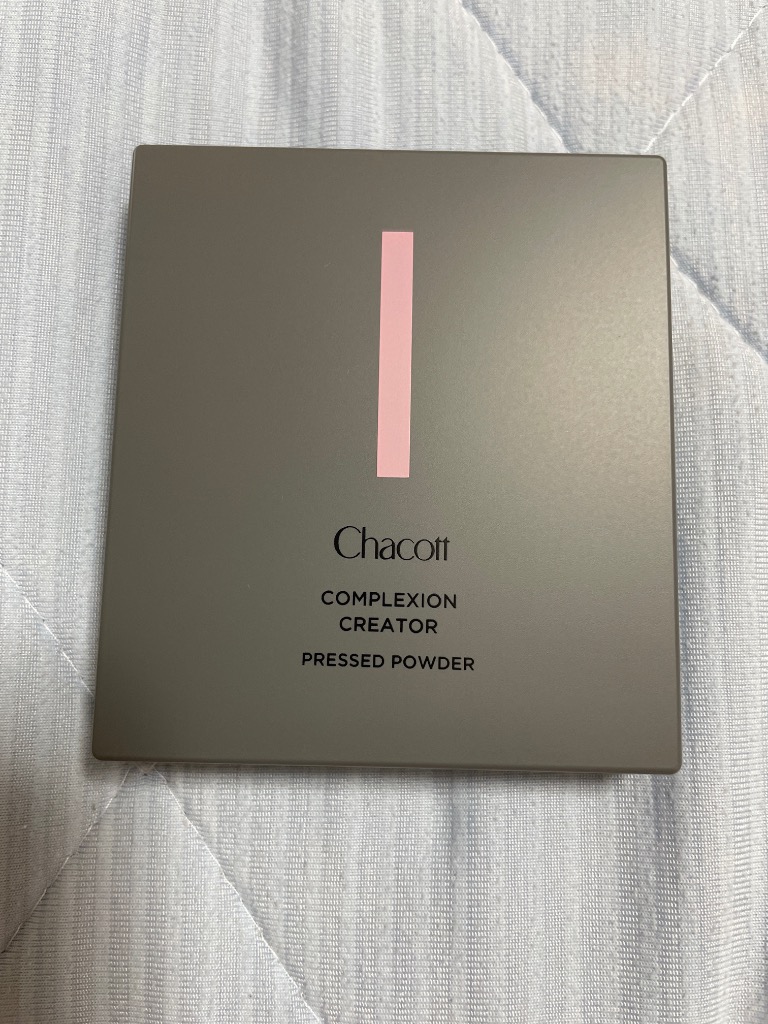 Chacott
COMPLEXION
CREATOR
PRESSED POWDER